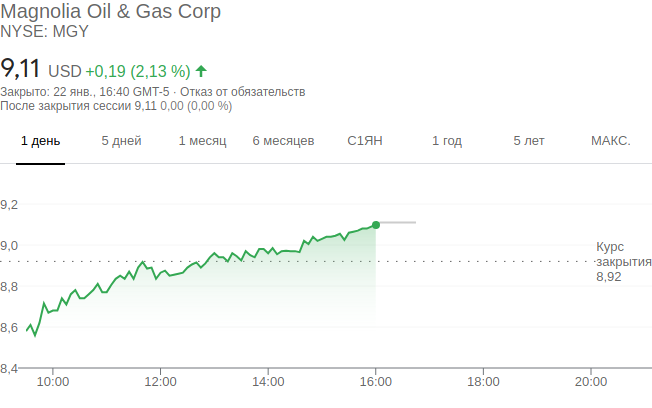 Magnolia Oil & Gas Corp
NYSE: MGY
9,11 USD +0,19 (2,13 %)
Закрыто: 22 янв., 16:40 GMT-5 · Отказ от обязательств
После закрытия сессии 9,11 0,00 (0,00 %)
1 день 5 дней 1 месяц 6 месяцев С1ЯН 1 год 5 лет МАКС.
9,2
9,0
8,8
8,6
8,4
Курс
закрытия
8,92
10:00 12:00 14:00 16:00 18:00 20:00